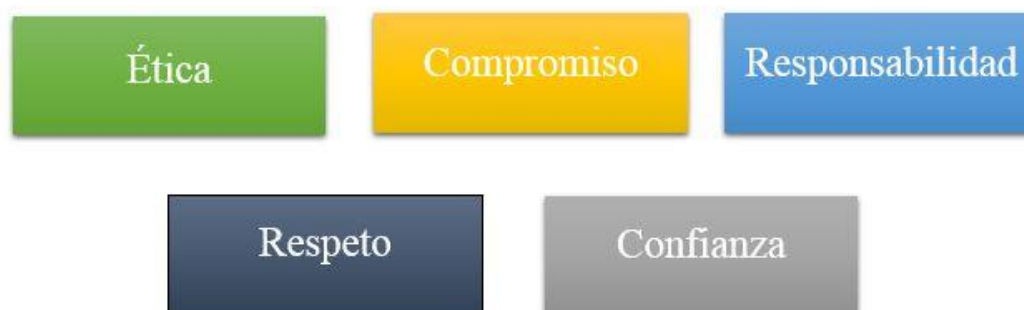 Ética
Compromiso
Responsabilidad
Respeto
Confianza